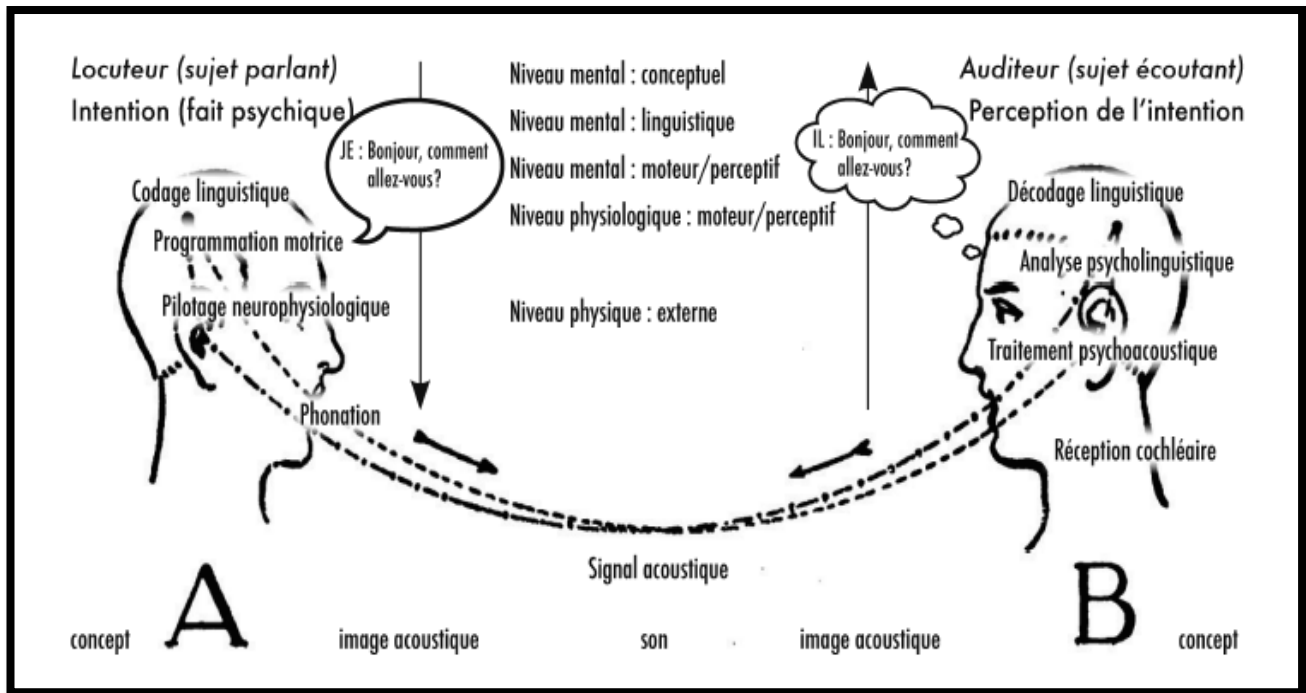 Locuteur (sujet parlant)
Intention (fait psychique)
JE : Bonjour, comment
allez-vous?
Codage linguistique
Programmation motrice
Pilotage neurophysiologique
Phonation
Niveau mental : conceptuel
Niveau mental : linguistique
Niveau mental : moteur/perceptif
Niveau physiologique : moteur/perceptif
Niveau physique : externe
Auditeur (sujet écoutant)
Perception de l'intention
IL : Bonjour, comment
allez-vous?
Décodage linguistique
Analyse psycholinguistique
Traitement psychoacoustique
Réception cochléaire
Signal acoustique
A
B
concept image acoustique son image acoustique concept